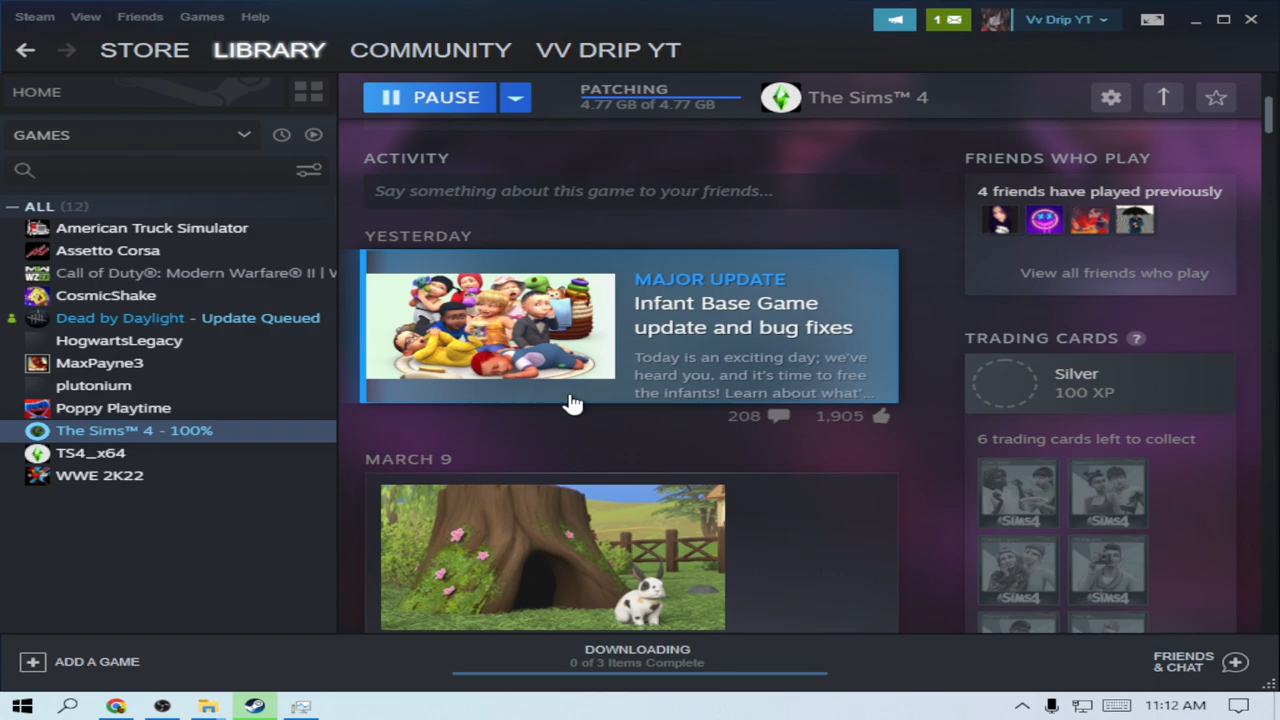 Steam View Friends Games Help
1 Vv Drip YT
STORE LIBRARY COMMUNITY VV DRIP YT
HOME
GAMES
ALL (12)
American Truck Simulator
Assetto Corsa
Call of Duty®: Modern Warfare® II | W
CosmicShake
Dead by Daylight - Update Queued
HogwartsLegacy
MaxPayne3
plutonium
Poppy Playtime
The Sims™ 4 - 100%
TS4_x64
WWE 2K22
PAUSE
PATCHING
4.77 GB of 4.77 GB
The Sims™ 4
ACTIVITY
Say something about this game to your friends...
YESTERDAY
MAJOR UPDATE
Infant Base Game
update and bug fixes
Today is an exciting day; we've
heard you, and it's time to free
the infants! Learn about what'...
208 1,905
MARCH 9
FRIENDS WHO PLAY
4 friends have played previously
View all friends who play
TRADING CARDS ?
Silver
100 XP
6 trading cards left to collect
SIMS4
SIMS4
SIMS4
SIMS4
ADD A GAME
DOWNLOADING
0 of 3 Items Complete
FRIENDS
& CHAT
11:12 AM